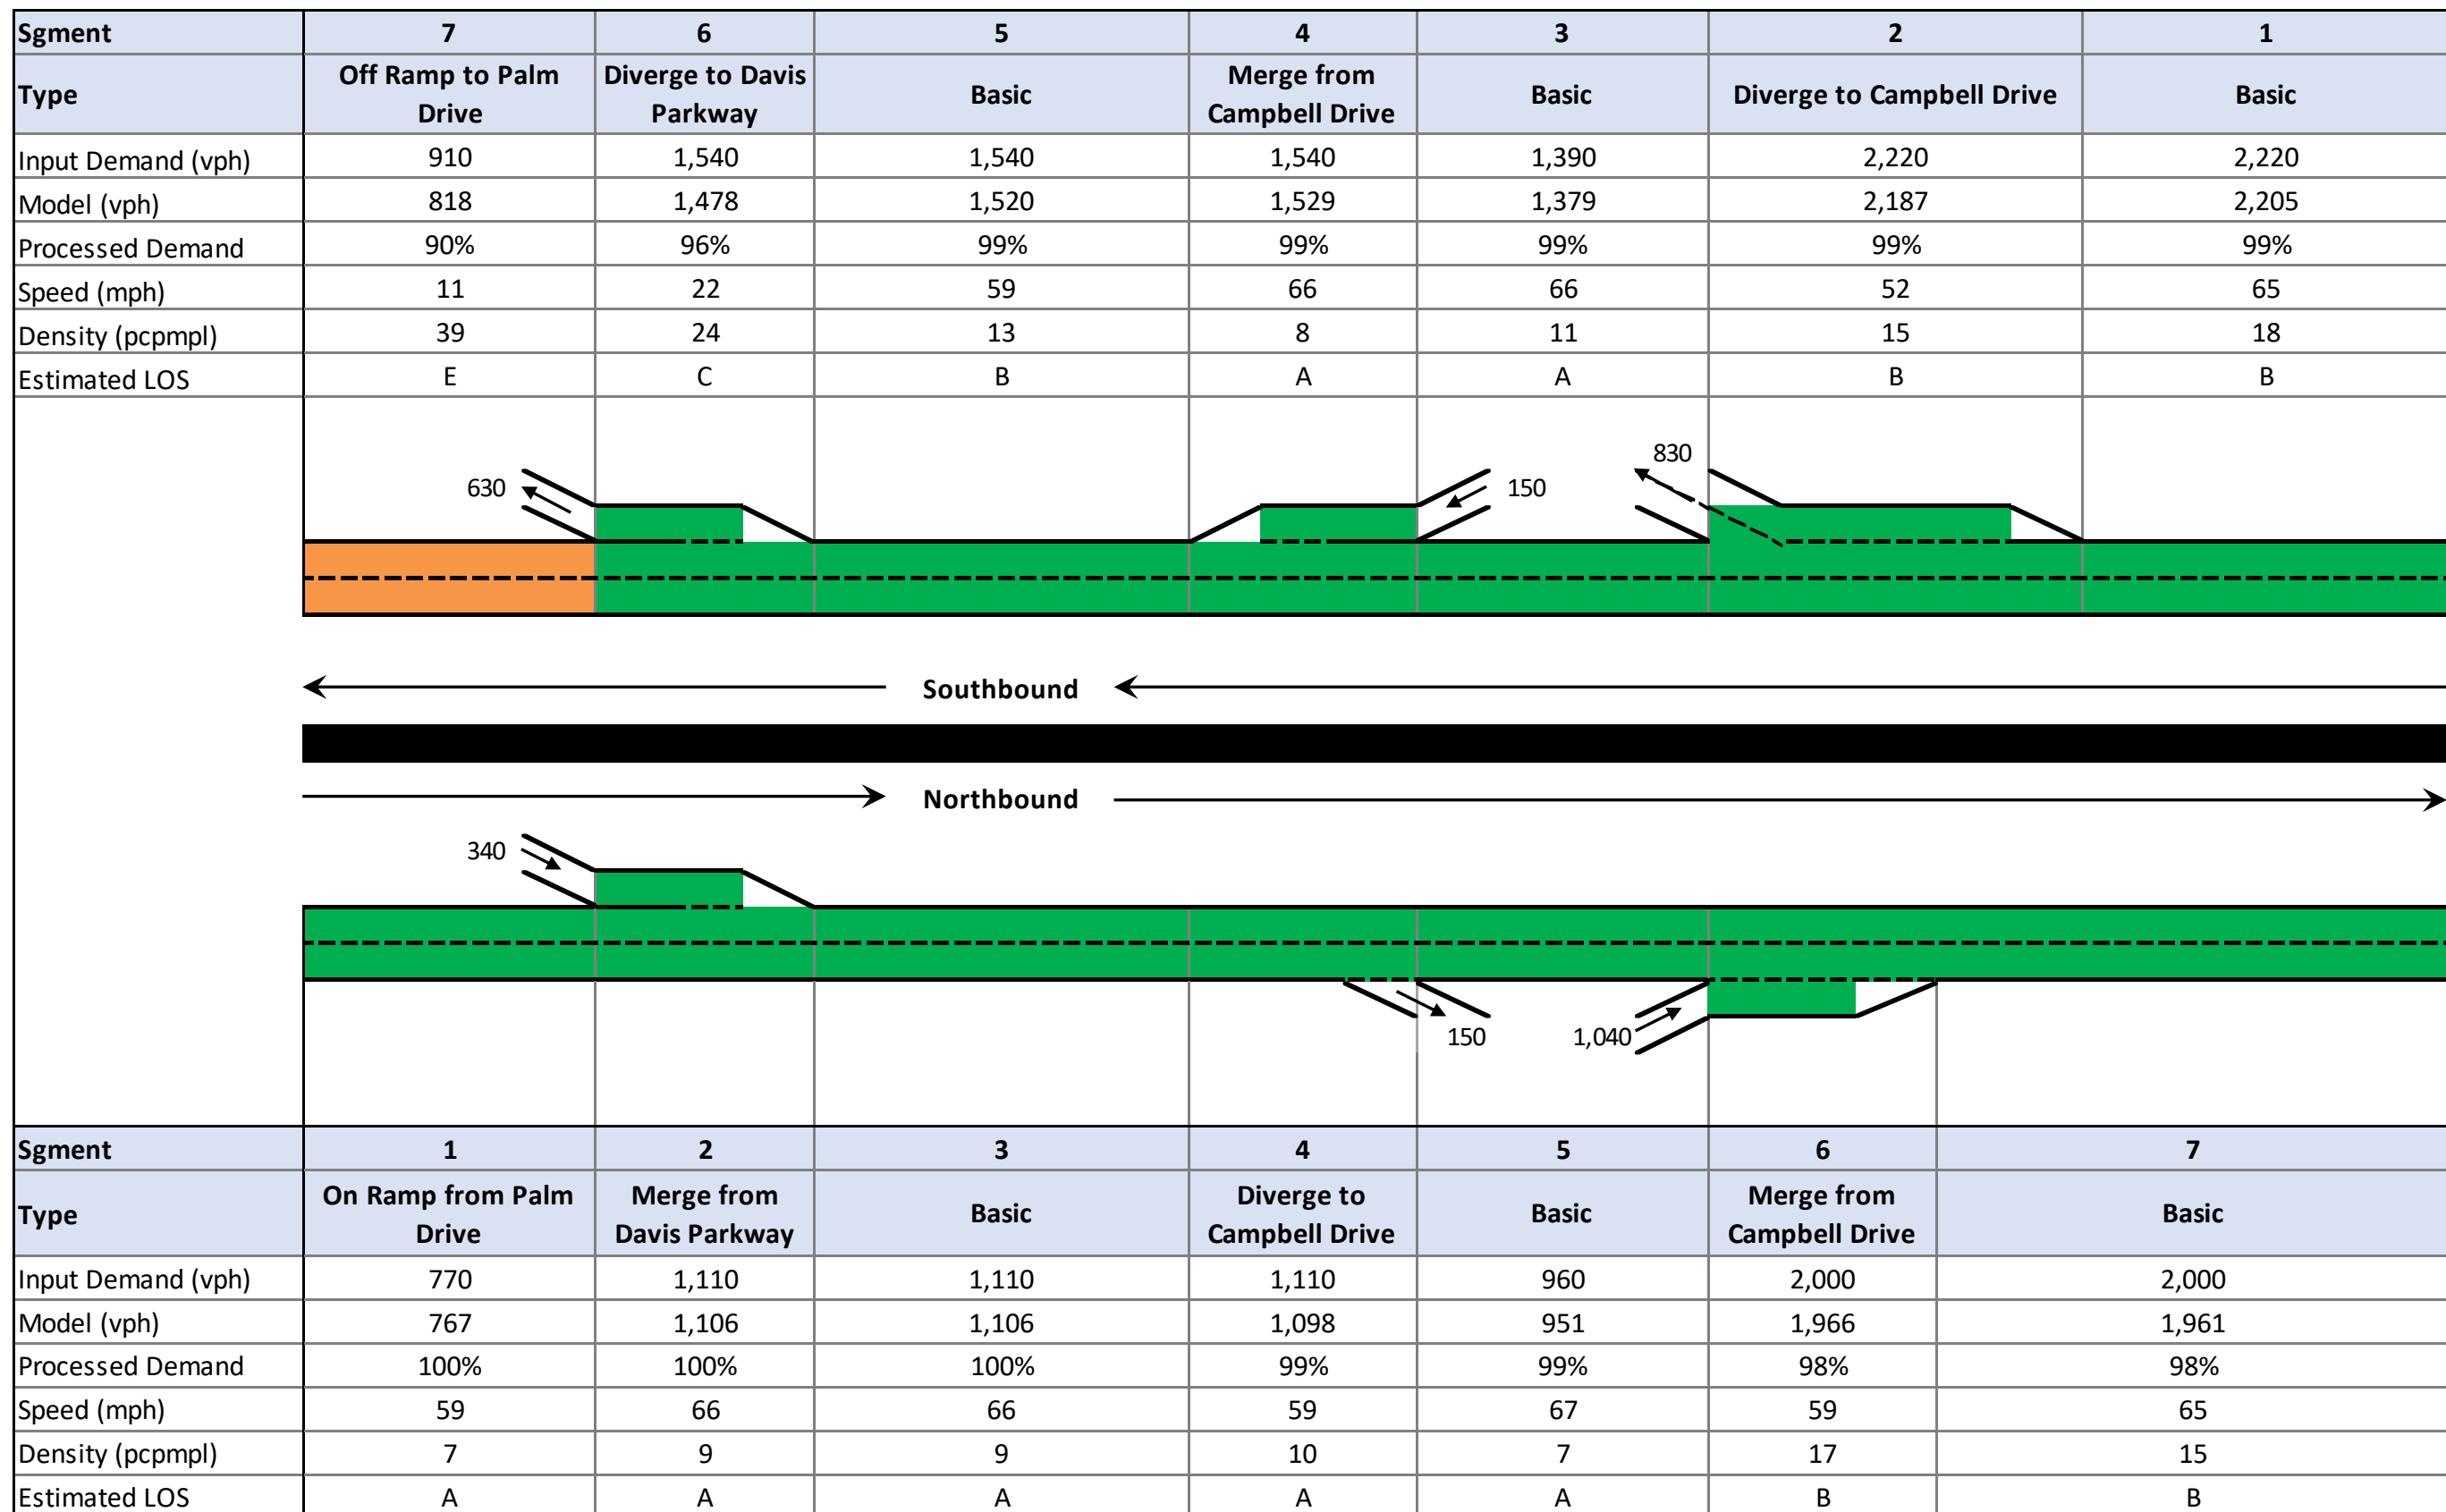 Sgment 7 6 5 4 3 2 1
Type Off Ramp to Palm Drive Diverge to Davis Parkway Basic Merge from Campbell Drive Basic Diverge to Campbell Drive Basic
Input Demand (vph) 910 1,540 1,540 1,540 1,390 2,220 2,220
Model (vph) 818 1,478 1,520 1,529 1,379 2,187 2,205
Processed Demand 90% 96% 99% 99% 99% 99% 99%
Speed (mph) 11 22 59 66 66 52 65
Density (pcpmpl) 39 24 13 8 11 15 18
Estimated LOS E C B A A B B
830
630 150
Southbound
Northbound
340
150 1,040
Sgment 1 2 3 4 5 6 7
Type On Ramp from Palm Drive Merge from Davis Parkway Basic Diverge to Campbell Drive Basic Merge from Campbell Drive Basic
Input Demand (vph) 770 1,110 1,110 1,110 960 2,000 2,000
Model (vph) 767 1,106 1,106 1,098 951 1,966 1,961
Processed Demand 100% 100% 100% 99% 99% 98% 98%
Speed (mph) 59 66 66 59 67 59 65
Density (pcpmpl) 7 9 9 10 7 17 15
Estimated LOS A A A A A B B